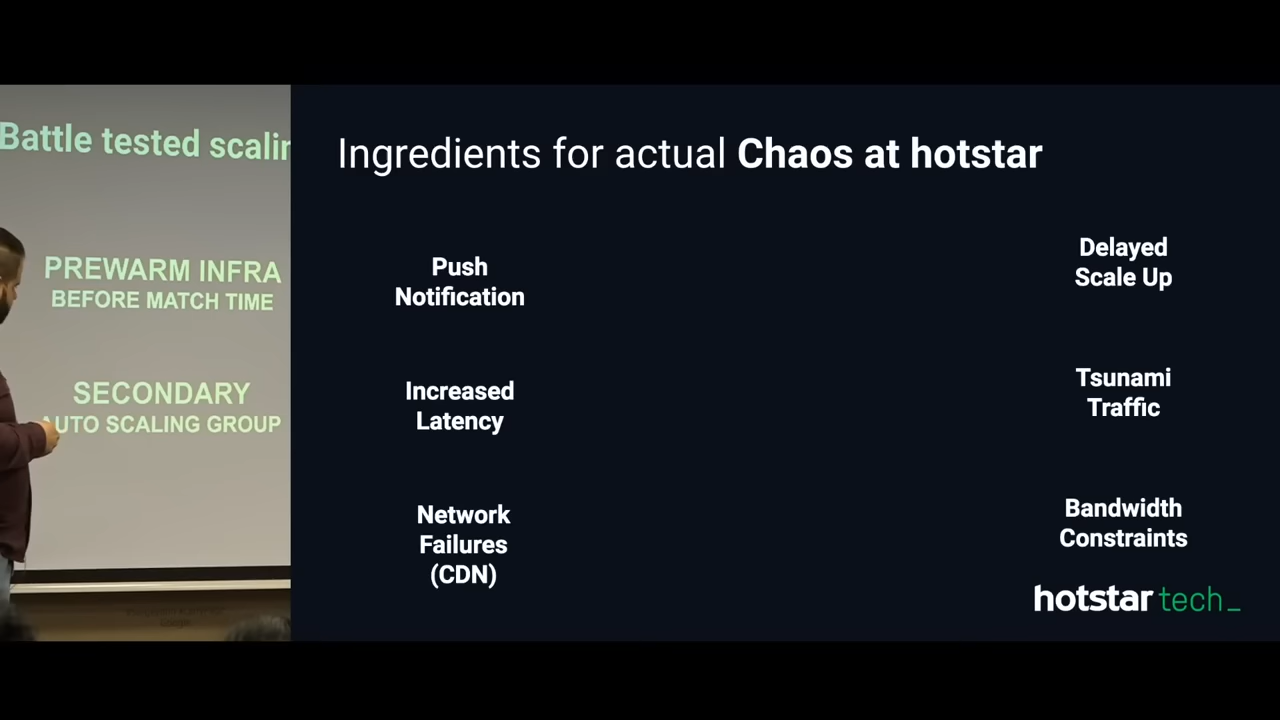 Battle tested scalin
PREWARM INFRA
BEFORE MATCH TIME
SECONDARY
AUTO SCALING GROUP
Ingredients for actual Chaos at hotstar
Push
Notification
Increased
Latency
Network
Failures
(CDN)
Delayed
Scale Up
Tsunami
Traffic
Bandwidth
Constraints
hotstar tech_